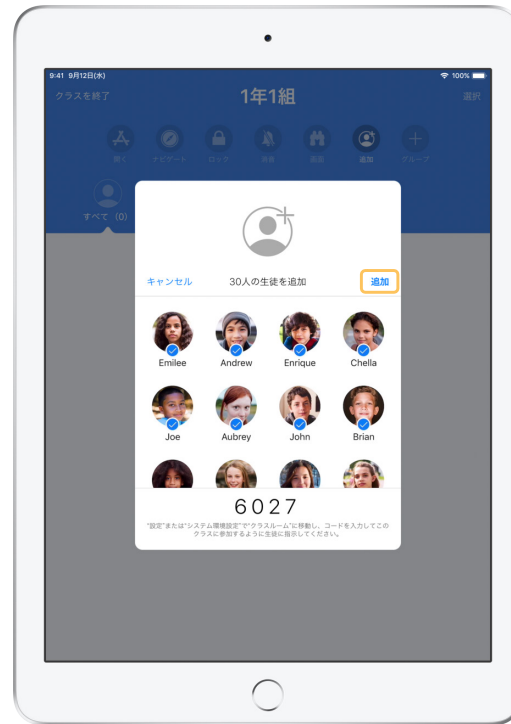 9:41 9月12日(水)
100%
クラスを終了
1年1組
選択
開く
ナビゲート
ロック
消音
画面
追加
グループ
すべて (0)
キャンセル
30人の生徒を追加
追加
Emilee
Andrew
Enrique
Chella
Joe
Aubrey
John
Brian
6027
"設定"または"システム環境設定"で"クラスルーム"に移動し、コードを入力してこの
クラスに参加するように生徒に指示してください。